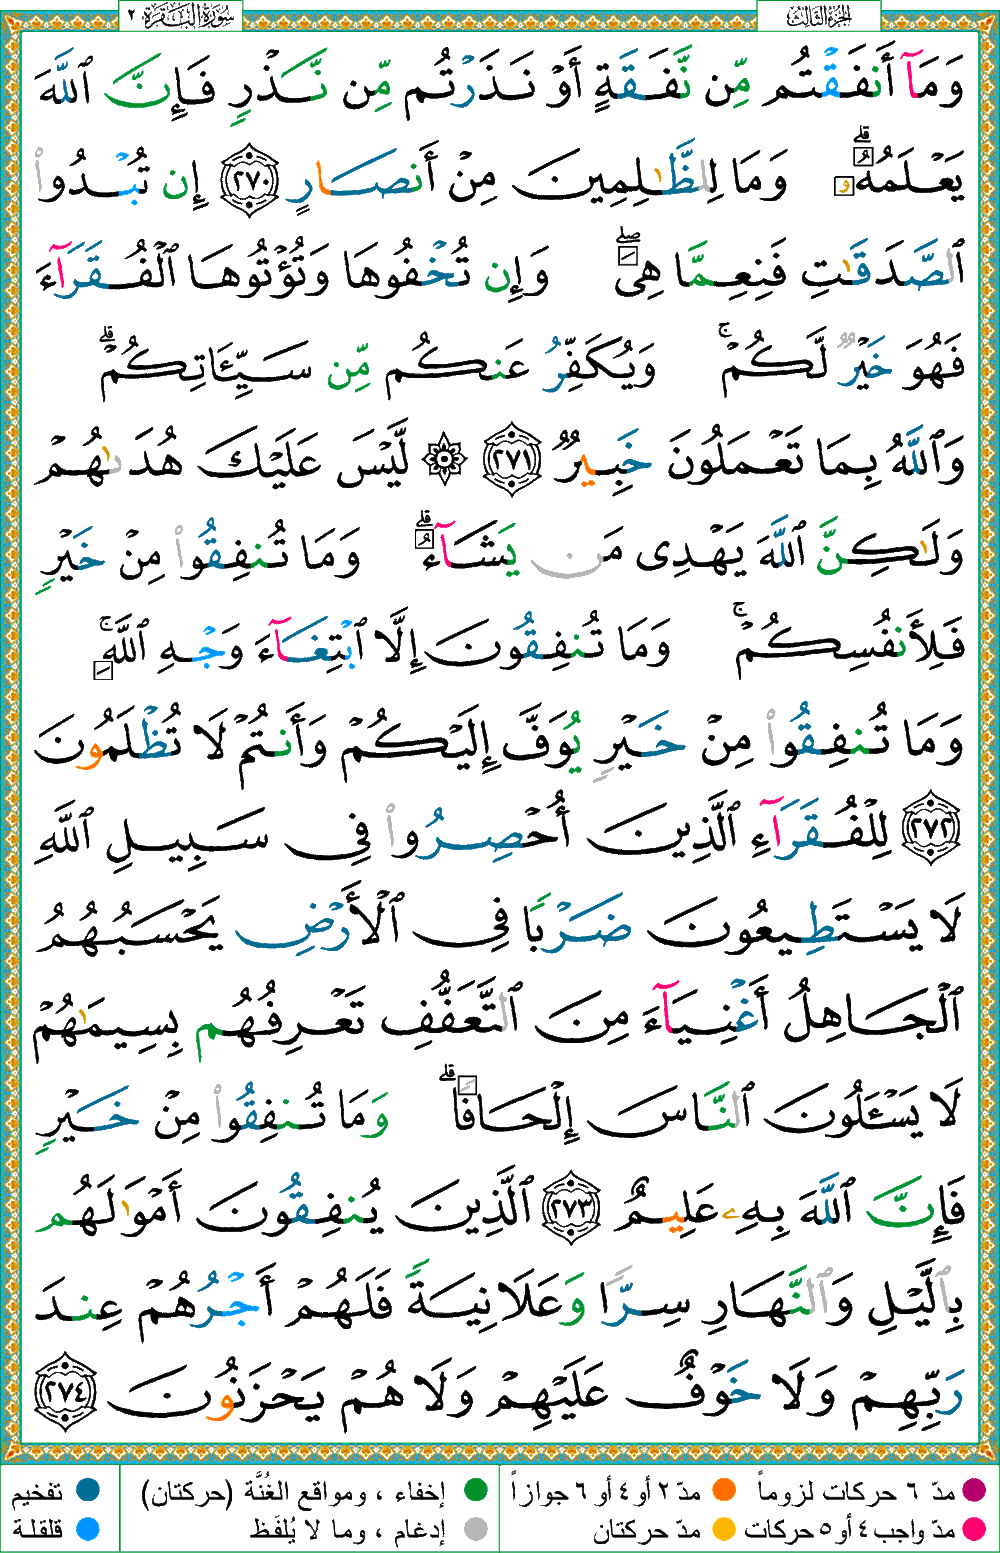 الجزء الثالث
سورة البقرة ٢
وَمَآ أَنفَقْتُم مِّن نَّفَقَةٍ أَوْ نَذَرْتُم مِّن نَّذْرٍ فَإِنَّ ٱللَّهَ
يَعْلَمُهُۥ ۗ وَمَا لِلظَّـٰلِمِينَ مِنْ أَنصَارٍ ٢٧٠ إِن تُبْدُوا۟
ٱلصَّدَقَـٰتِ فَنِعِمَّا هِىَ ۖ وَإِن تُخْفُوهَا وَتُؤْتُوهَا ٱلْفُقَرَآءَ
فَهُوَ خَيْرٌ لَّكُمْ ۚ وَيُكَفِّرُ عَنكُم مِّن سَيِّـَٔاتِكُمْ ۗ
وَٱللَّهُ بِمَا تَعْمَلُونَ خَبِيرٌ ٢٧١ ۞ لَّيْسَ عَلَيْكَ هُدَىٰهُمْ
وَلَـٰكِنَّ ٱللَّهَ يَهْدِى مَن يَشَآءُ ۗ وَمَا تُنفِقُوا۟ مِنْ خَيْرٍ
فَلِأَنفُسِكُمْ ۚ وَمَا تُنفِقُونَ إِلَّا ٱبْتِغَآءَ وَجْهِ ٱللَّهِ ۚ
وَمَا تُنفِقُوا۟ مِنْ خَيْرٍ يُوَفَّ إِلَيْكُمْ وَأَنتُمْ لَا تُظْلَمُونَ
٢٧٢ لِلْفُقَرَآءِ ٱلَّذِينَ أُحْصِرُوا۟ فِى سَبِيلِ ٱللَّهِ
لَا يَسْتَطِيعُونَ ضَرْبًا فِى ٱلْأَرْضِ يَحْسَبُهُمُ
ٱلْجَاهِلُ أَغْنِيَآءَ مِنَ ٱلتَّعَفُّفِ تَعْرِفُهُم بِسِيمَـٰهُمْ
لَا يَسْـَٔلُونَ ٱلنَّاسَ إِلْحَافًا ۗ وَمَا تُنفِقُوا۟ مِنْ خَيْرٍ
فَإِنَّ ٱللَّهَ بِهِۦ عَلِيمٌ ٢٧٣ ٱلَّذِينَ يُنفِقُونَ أَمْوَٰلَهُم
بِٱلَّيْلِ وَٱلنَّهَارِ سِرًّا وَعَلَانِيَةً فَلَهُمْ أَجْرُهُمْ عِندَ
رَبِّهِمْ وَلَا خَوْفٌ عَلَيْهِمْ وَلَا هُمْ يَحْزَنُونَ ٢٧٤
مدّ ٦ حركات لزوماً
مدّ ٢ أو ٤ أو ٦ جوازاً
إخفاء ، ومواقع الغُنَّة (حركتان)
تفخيم
مدّ واجب ٤ أو ٥ حركات
مدّ حركتان
إدغام ، وما لا يُلفَظ
قلقلة